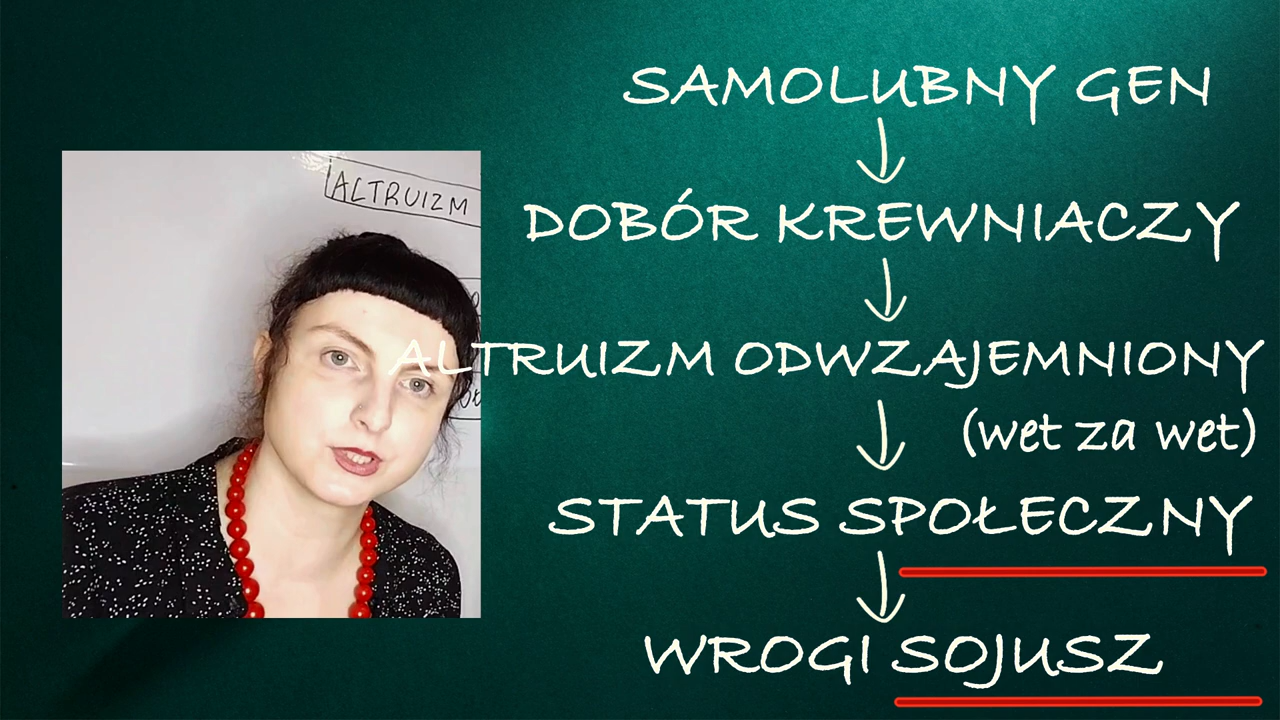 SAMOLUBNY GEN
DOBÓR KREWNIACZY
ALTRUIZM
ALTRUIZM ODWZAJEMNIONY
(wet za wet)
STATUS SPOŁECZNY
WROGI SOJUSZ